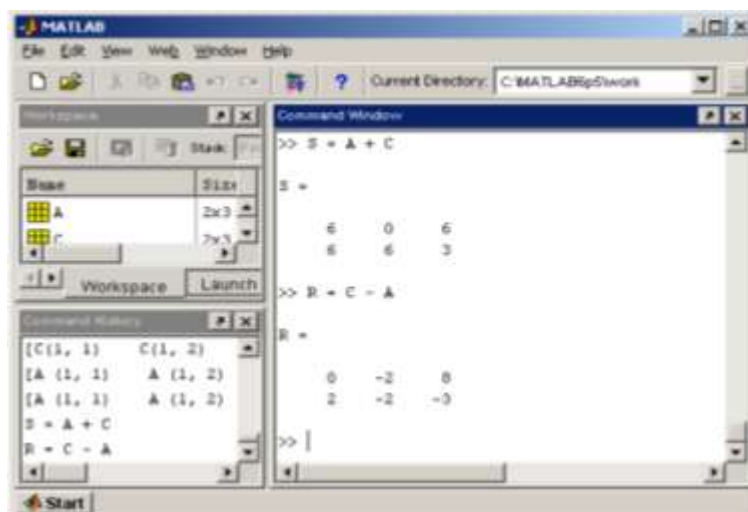 MATLAB
File Edit View Web Window Help
? Current Directory: C:\MATLAB6p5\work
Workspace
Stack:
Name Size
A 2x3
C 2x3
Workspace Launch
Command History
[C(1, 1) C(1, 2)
[A (1, 1) A (1, 2)
[A (1, 1) A (1, 2)
S = A + C
R = C - A
Command Window
>> S = A + C
S =
6 0 6
6 6 3
>> R = C - A
R =
0 -2 8
2 -2 -3
>>
Start